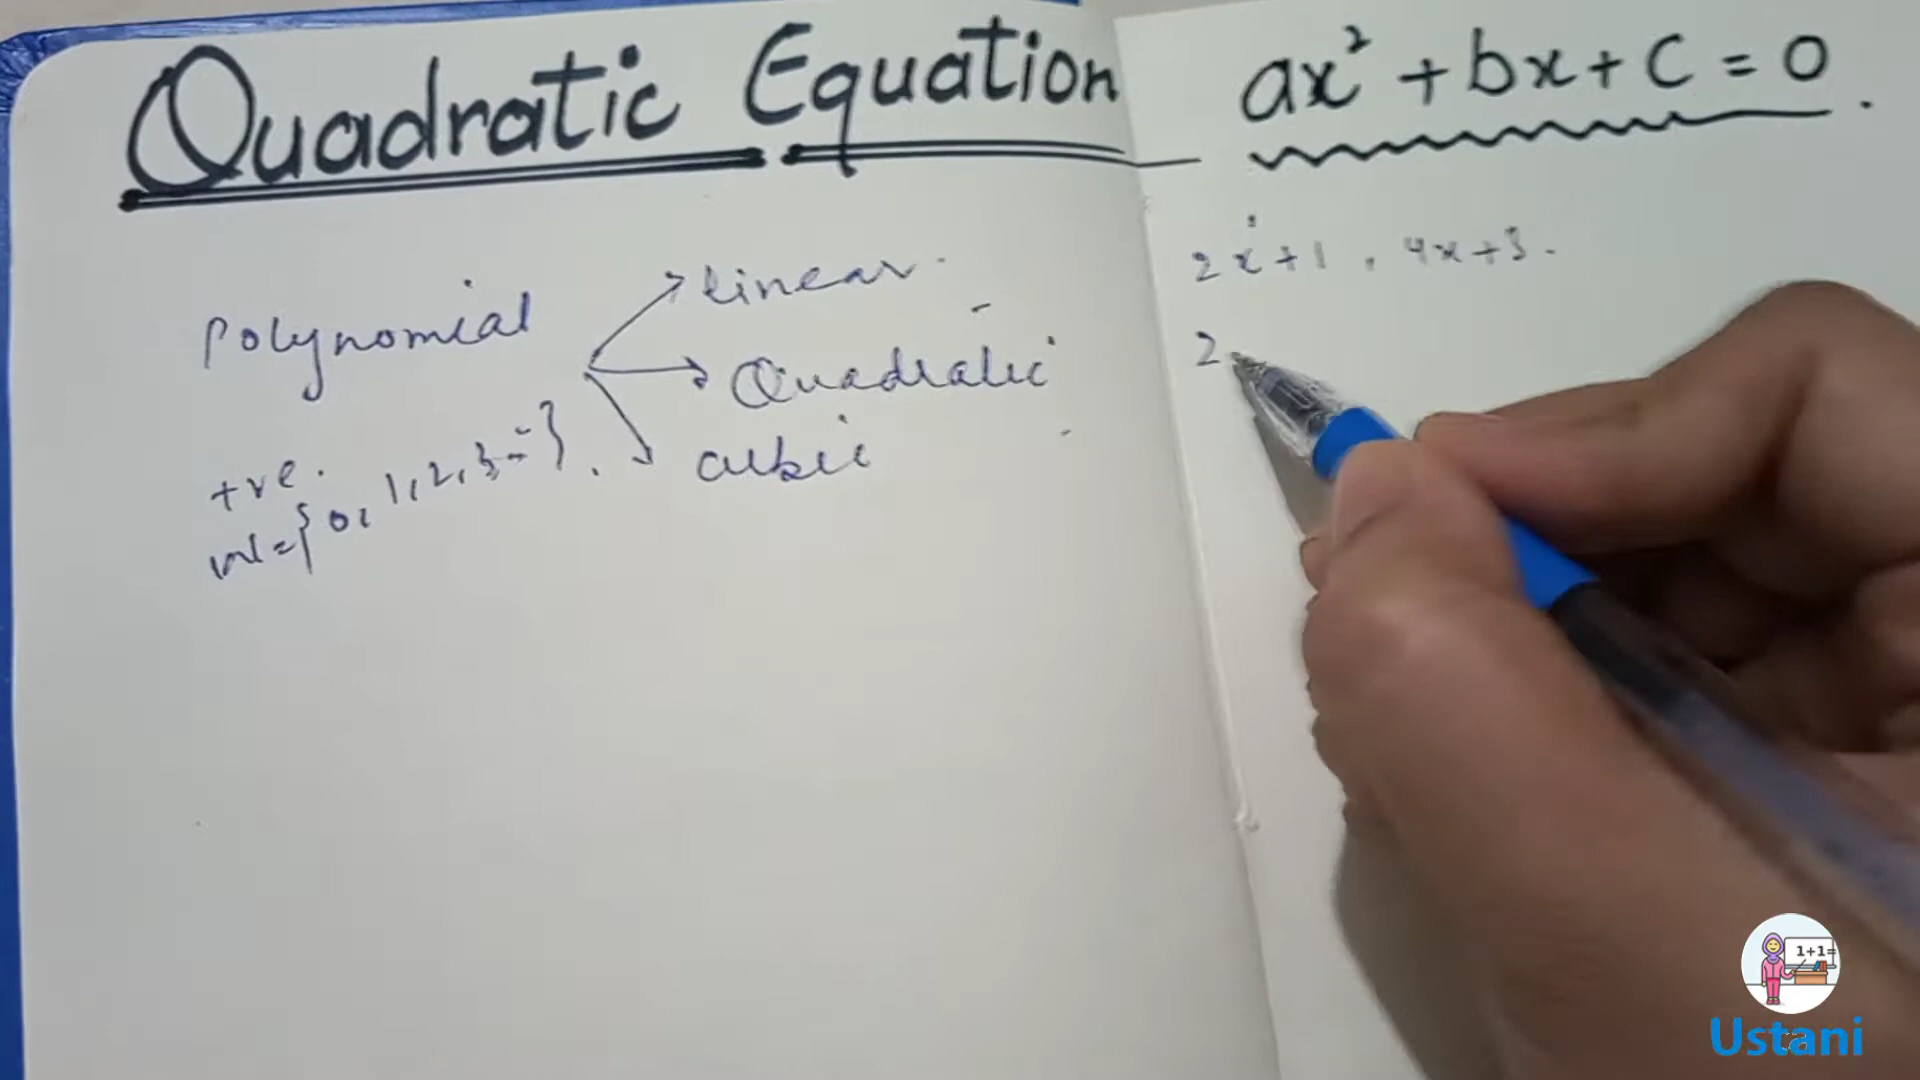 Quadratic Equation
ax² + bx + c = 0.
Polynomial
linear.
Quadratic
cubic
+ve.
W = {0, 1, 2, 3 - }.
2x¹ + 1, 4x + 3.
2
1+1=
Ustani